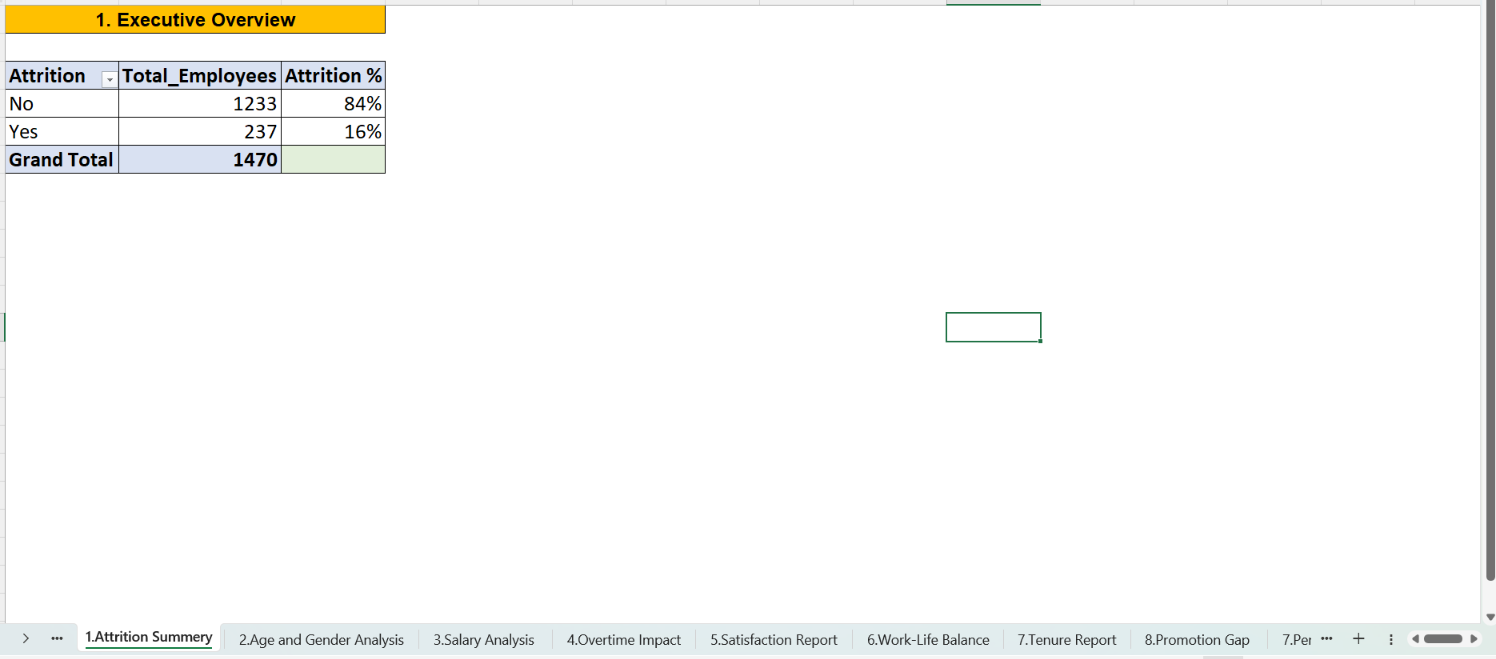 1. Executive Overview
Attrition Total_Employees Attrition %
No 1233 84%
Yes 237 16%
Grand Total 1470
1.Attrition Summery 2.Age and Gender Analysis 3.Salary Analysis 4.Overtime Impact 5.Satisfaction Report 6.Work-Life Balance 7.Tenure Report 8.Promotion Gap 7.Per